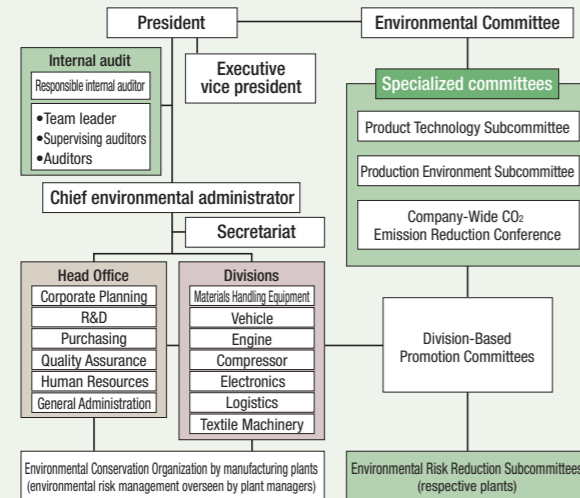 President
Environmental Committee
Internal audit
Responsible internal auditor
•Team leader
•Supervising auditors
•Auditors
Executive
vice president
Specialized committees
Product Technology Subcommittee
Production Environment Subcommittee
Company-Wide CO₂
Emission Reduction Conference
Chief environmental administrator
Secretariat
Head Office
Corporate Planning
R&D
Purchasing
Quality Assurance
Human Resources
General Administration
Divisions
Materials Handling Equipment
Vehicle
Engine
Compressor
Electronics
Logistics
Textile Machinery
Division-Based
Promotion Committees
Environmental Conservation Organization by manufacturing plants
(environmental risk management overseen by plant managers)
Environmental Risk Reduction Subcommittees
(respective plants)